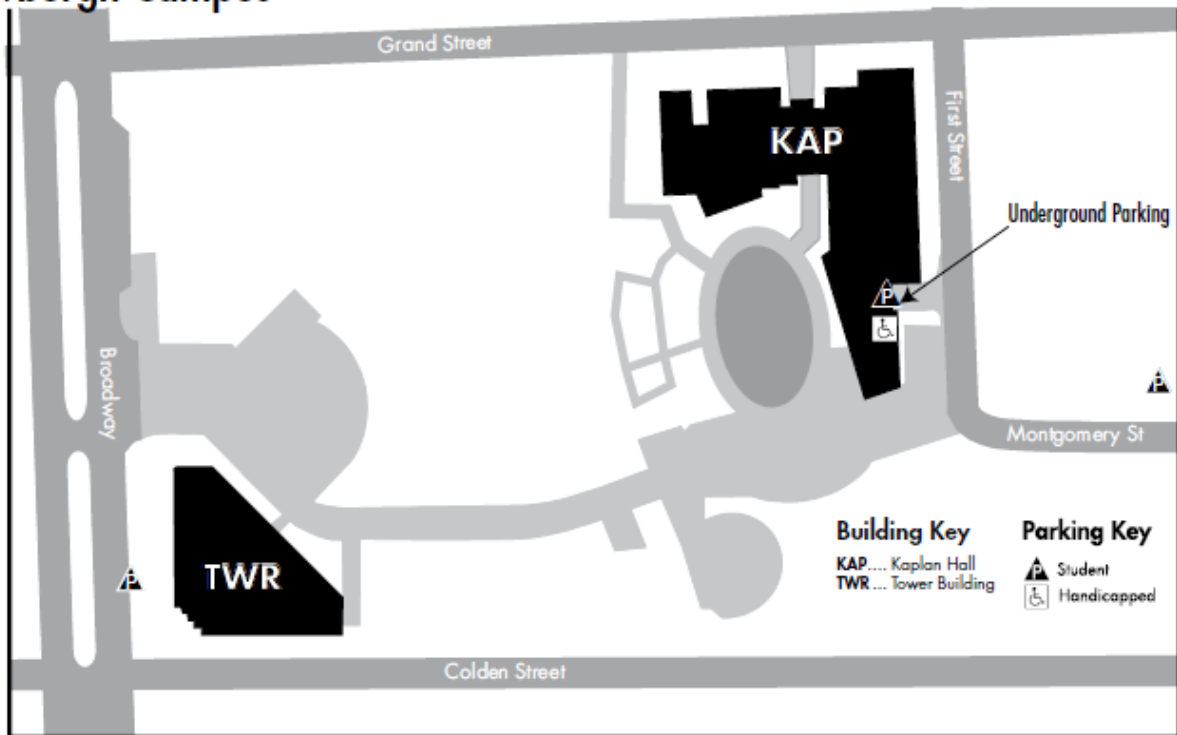 Campus
Grand Street
First Street
KAP
Underground Parking
P
Broadway
P
Montgomery St
Building Key
KAP.... Kaplan Hall
TWR ... Tower Building
Parking Key
P Student
Handicapped
P
TWR
Colden Street